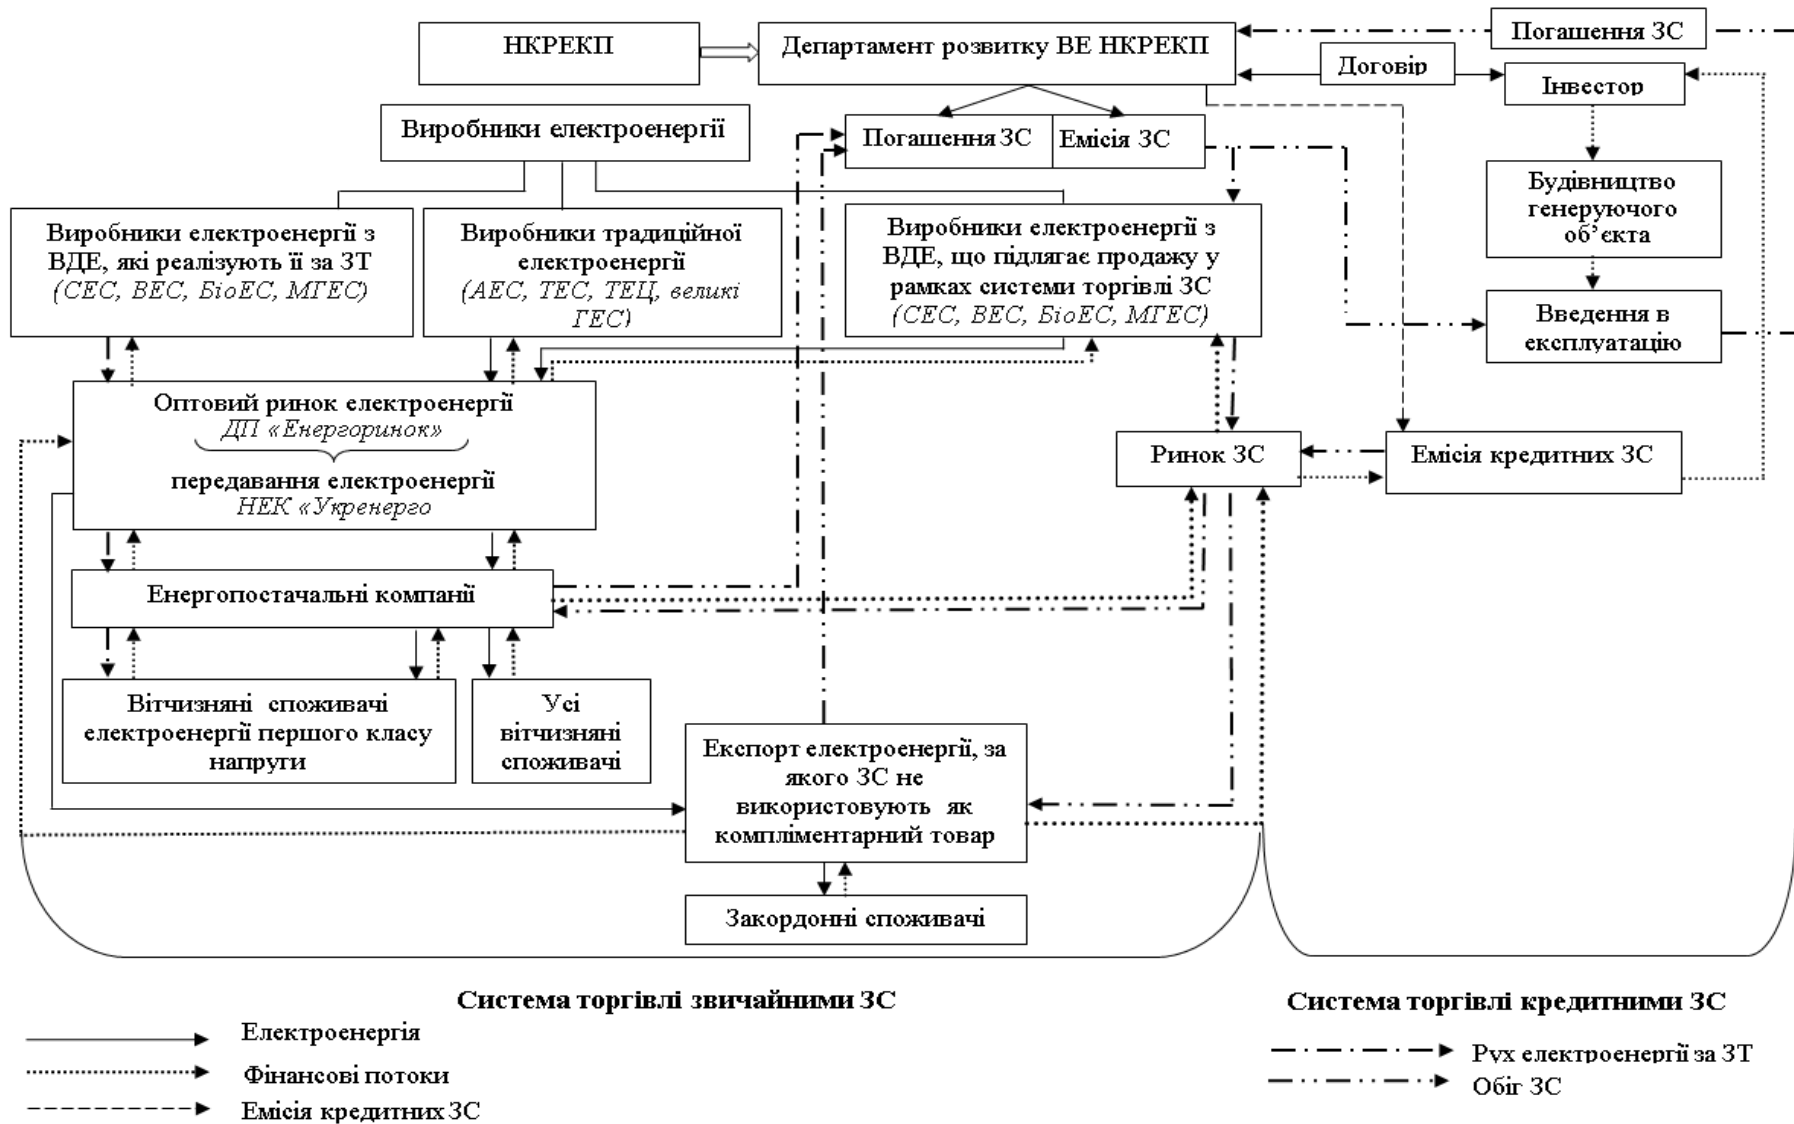 НКРЕКП
Департамент розвитку ВЕ НКРЕКП
Погашення ЗС
Договір
Інвестор
Виробники електроенергії
Погашення ЗС
Емісія ЗС
Будівництво
генеруючого
об’єкта
Виробники електроенергії з
ВДЕ, які реалізують її за ЗТ
(СЕС, ВЕС, БіоЕС, МГЕС)
Виробники традиційної
електроенергії
(АЕС, ТЕС, ТЕЦ, великі
ГЕС)
Виробники електроенергії з
ВДЕ, що підлягає продажу у
рамках системи торгівлі ЗС
(СЕС, ВЕС, БіоЕС, МГЕС)
Введення в
експлуатацію
Оптовий ринок електроенергії
ДП «Енергоринок»
передавання електроенергії
НЕК «Укренерго
Ринок ЗС
Емісія кредитних ЗС
Енергопостачальні компанії
Вітчизняні споживачі
електроенергії першого класу
напруги
Усі
вітчизняні
споживачі
Експорт електроенергії, за
якого ЗС не
використовують як
компліментарний товар
Закордонні споживачі
Система торгівлі звичайними ЗС
Система торгівлі кредитними ЗС
Електроенергія
Фінансові потоки
Емісія кредитних ЗС
Рух електроенергії за ЗТ
Обіг ЗС